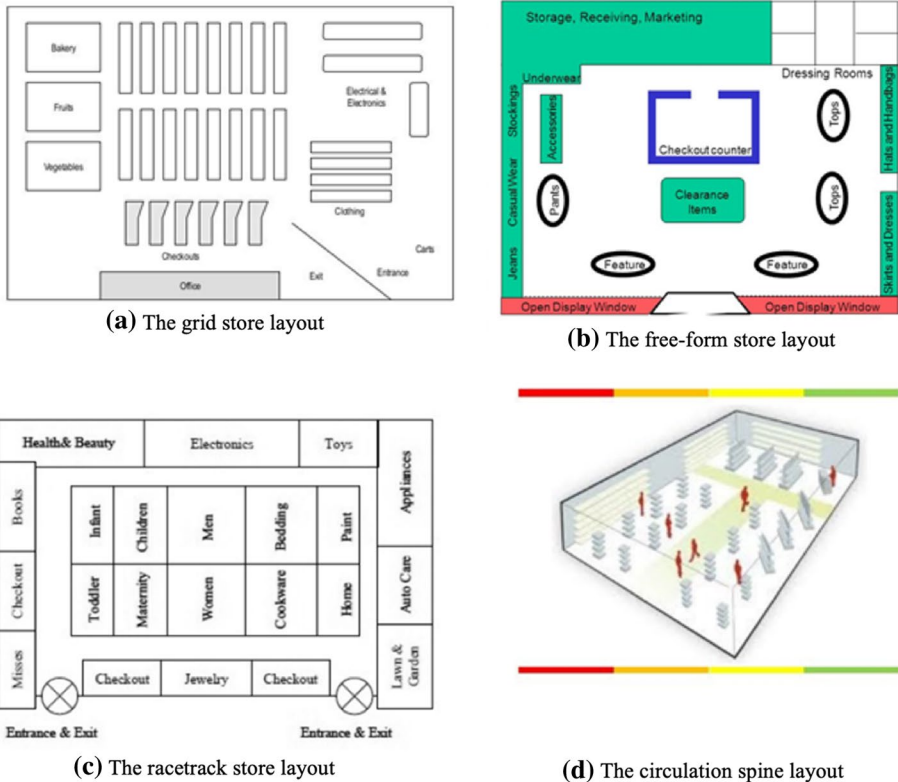 Bakery
Fruits
Vegetables
Electrical &
Electronics
Clothing
Checkouts
Carts
Exit
Entrance
Office
(a) The grid store layout
Storage, Receiving, Marketing
Dressing Rooms
Underwear
Stockings
Accessories
Checkout counter
Tops
Hats and Handbags
Casual Wear
Pants
Clearance
Items
Tops
Skirts and Dresses
Jeans
Feature
Feature
Open Display Window
Open Display Window
(b) The free-form store layout
Health& Beauty
Electronics
Toys
Appliances
Books
Infant
Children
Men
Bedding
Paint
Checkout
Toddler
Maternity
Women
Cookware
Home
Auto Care
Misses
Checkout
Jewelry
Checkout
Lawn &
Garden
Entrance & Exit
Entrance & Exit
(c) The racetrack store layout
(d) The circulation spine layout